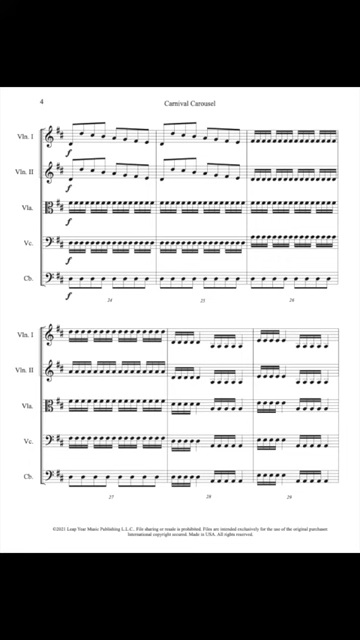 4
Carnival Carousel
Vln. I
Vln. II
Vla.
Vc.
Cb.
f
f
f
f
f
24
25
26
Vln. I
Vln. II
Vla.
Vc.
Cb.
27
28
©2021 Leap Year Music Publishing L.L.C. File sharing or resale is prohibited. Files are intended exclusively for the use of the original purchaser.
International copyright secured. Made in USA. All rights reserved.